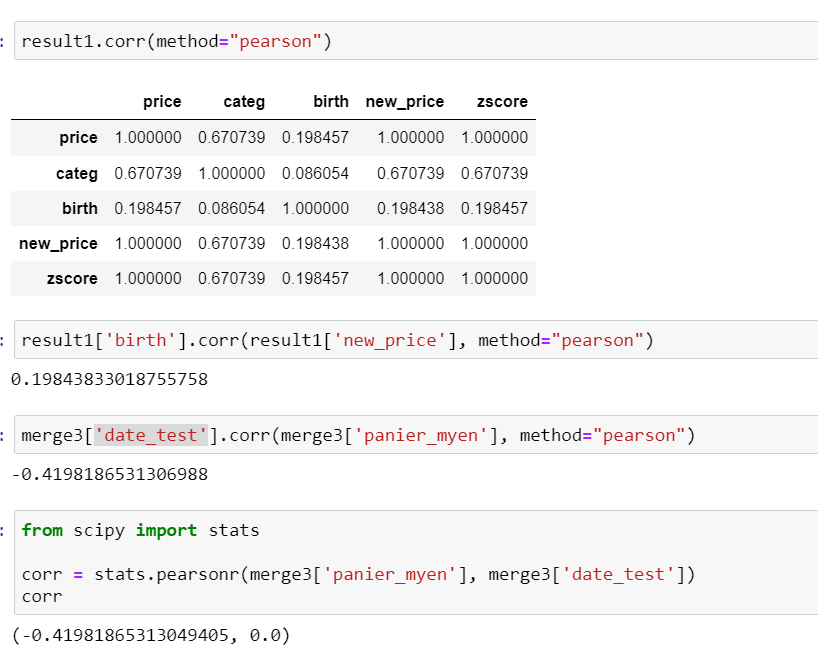 : result1.corr(method="pearson")
price categ birth new_price zscore
price 1.000000 0.670739 0.198457 1.000000 1.000000
categ 0.670739 1.000000 0.086054 0.670739 0.670739
birth 0.198457 0.086054 1.000000 0.198438 0.198457
new_price 1.000000 0.670739 0.198438 1.000000 1.000000
zscore 1.000000 0.670739 0.198457 1.000000 1.000000
: result1['birth'].corr(result1['new_price'], method="pearson")
0.19843833018755758
: merge3['date_test'].corr(merge3['panier_myen'], method="pearson")
-0.4198186531306988
: from scipy import stats
corr = stats.pearsonr(merge3['panier_myen'], merge3['date_test'])
corr
(-0.41981865313049405, 0.0)